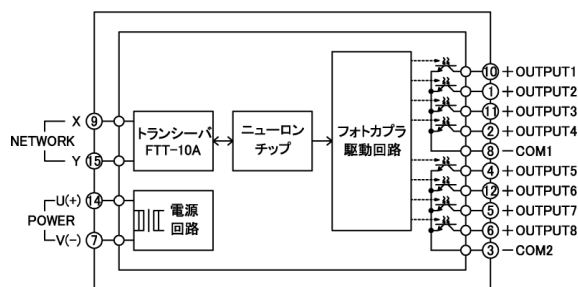 ⑩ +OUTPUT1
① +OUTPUT2
⑪ +OUTPUT3
② +OUTPUT4
⑧ -COM1
④ +OUTPUT5
⑫ +OUTPUT6
⑤ +OUTPUT7
⑥ +OUTPUT8
③ -COM2
NETWORK
X ⑨
Y ⑮
トランシーバ
FTT-10A
ニューロン
チップ
フォトカプラ
駆動回路
POWER
U(+) ⑭
V(-) ⑦
電源
回路